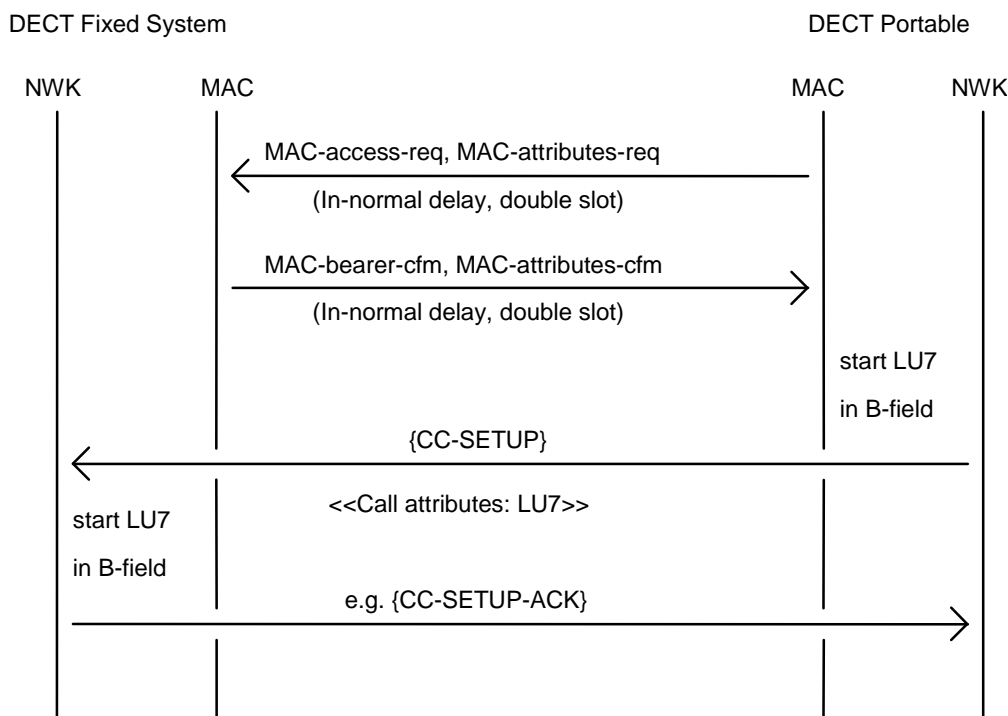 DECT Fixed System DECT Portable
NWK MAC MAC NWK
MAC-access-req, MAC-attributes-req
(In-normal delay, double slot)
MAC-bearer-cfm, MAC-attributes-cfm
(In-normal delay, double slot)
start LU7
in B-field
{CC-SETUP}
<<Call attributes: LU7>>
start LU7
in B-field
e.g. {CC-SETUP-ACK}